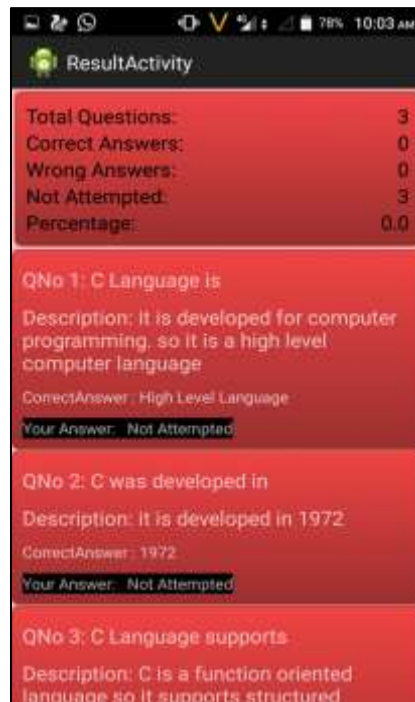 78% 10:03 AM
ResultActivity
Total Questions: 3
Correct Answers: 0
Wrong Answers: 0
Not Attempted: 3
Percentage: 0.0
QNo 1: C Language is
Description: it is developed for computer
programming, so it is a high level
computer language
CorrectAnswer : High Level Language
Your Answer: Not Attempted
QNo 2: C was developed in
Description: it is developed in 1972
CorrectAnswer : 1972
Your Answer: Not Attempted
QNo 3: C Language supports
Description: C is a function oriented
language so it supports structured